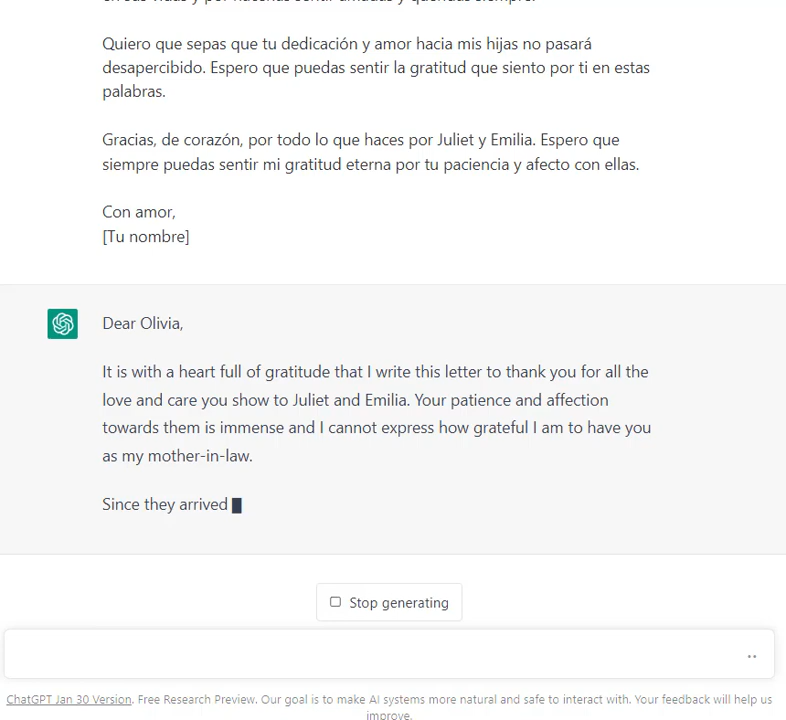 Quiero que sepas que tu dedicación y amor hacia mis hijas no pasará
desapercibido. Espero que puedas sentir la gratitud que siento por ti en estas
palabras.
Gracias, de corazón, por todo lo que haces por Juliet y Emilia. Espero que
siempre puedas sentir mi gratitud eterna por tu paciencia y afecto con ellas.
Con amor,
[Tu nombre]
Dear Olivia,
It is with a heart full of gratitude that I write this letter to thank you for all the
love and care you show to Juliet and Emilia. Your patience and affection
towards them is immense and I cannot express how grateful I am to have you
as my mother-in-law.
Since they arrived
Stop generating
ChatGPT Jan 30 Version. Free Research Preview. Our goal is to make AI systems more natural and safe to interact with. Your feedback will help us
improve.